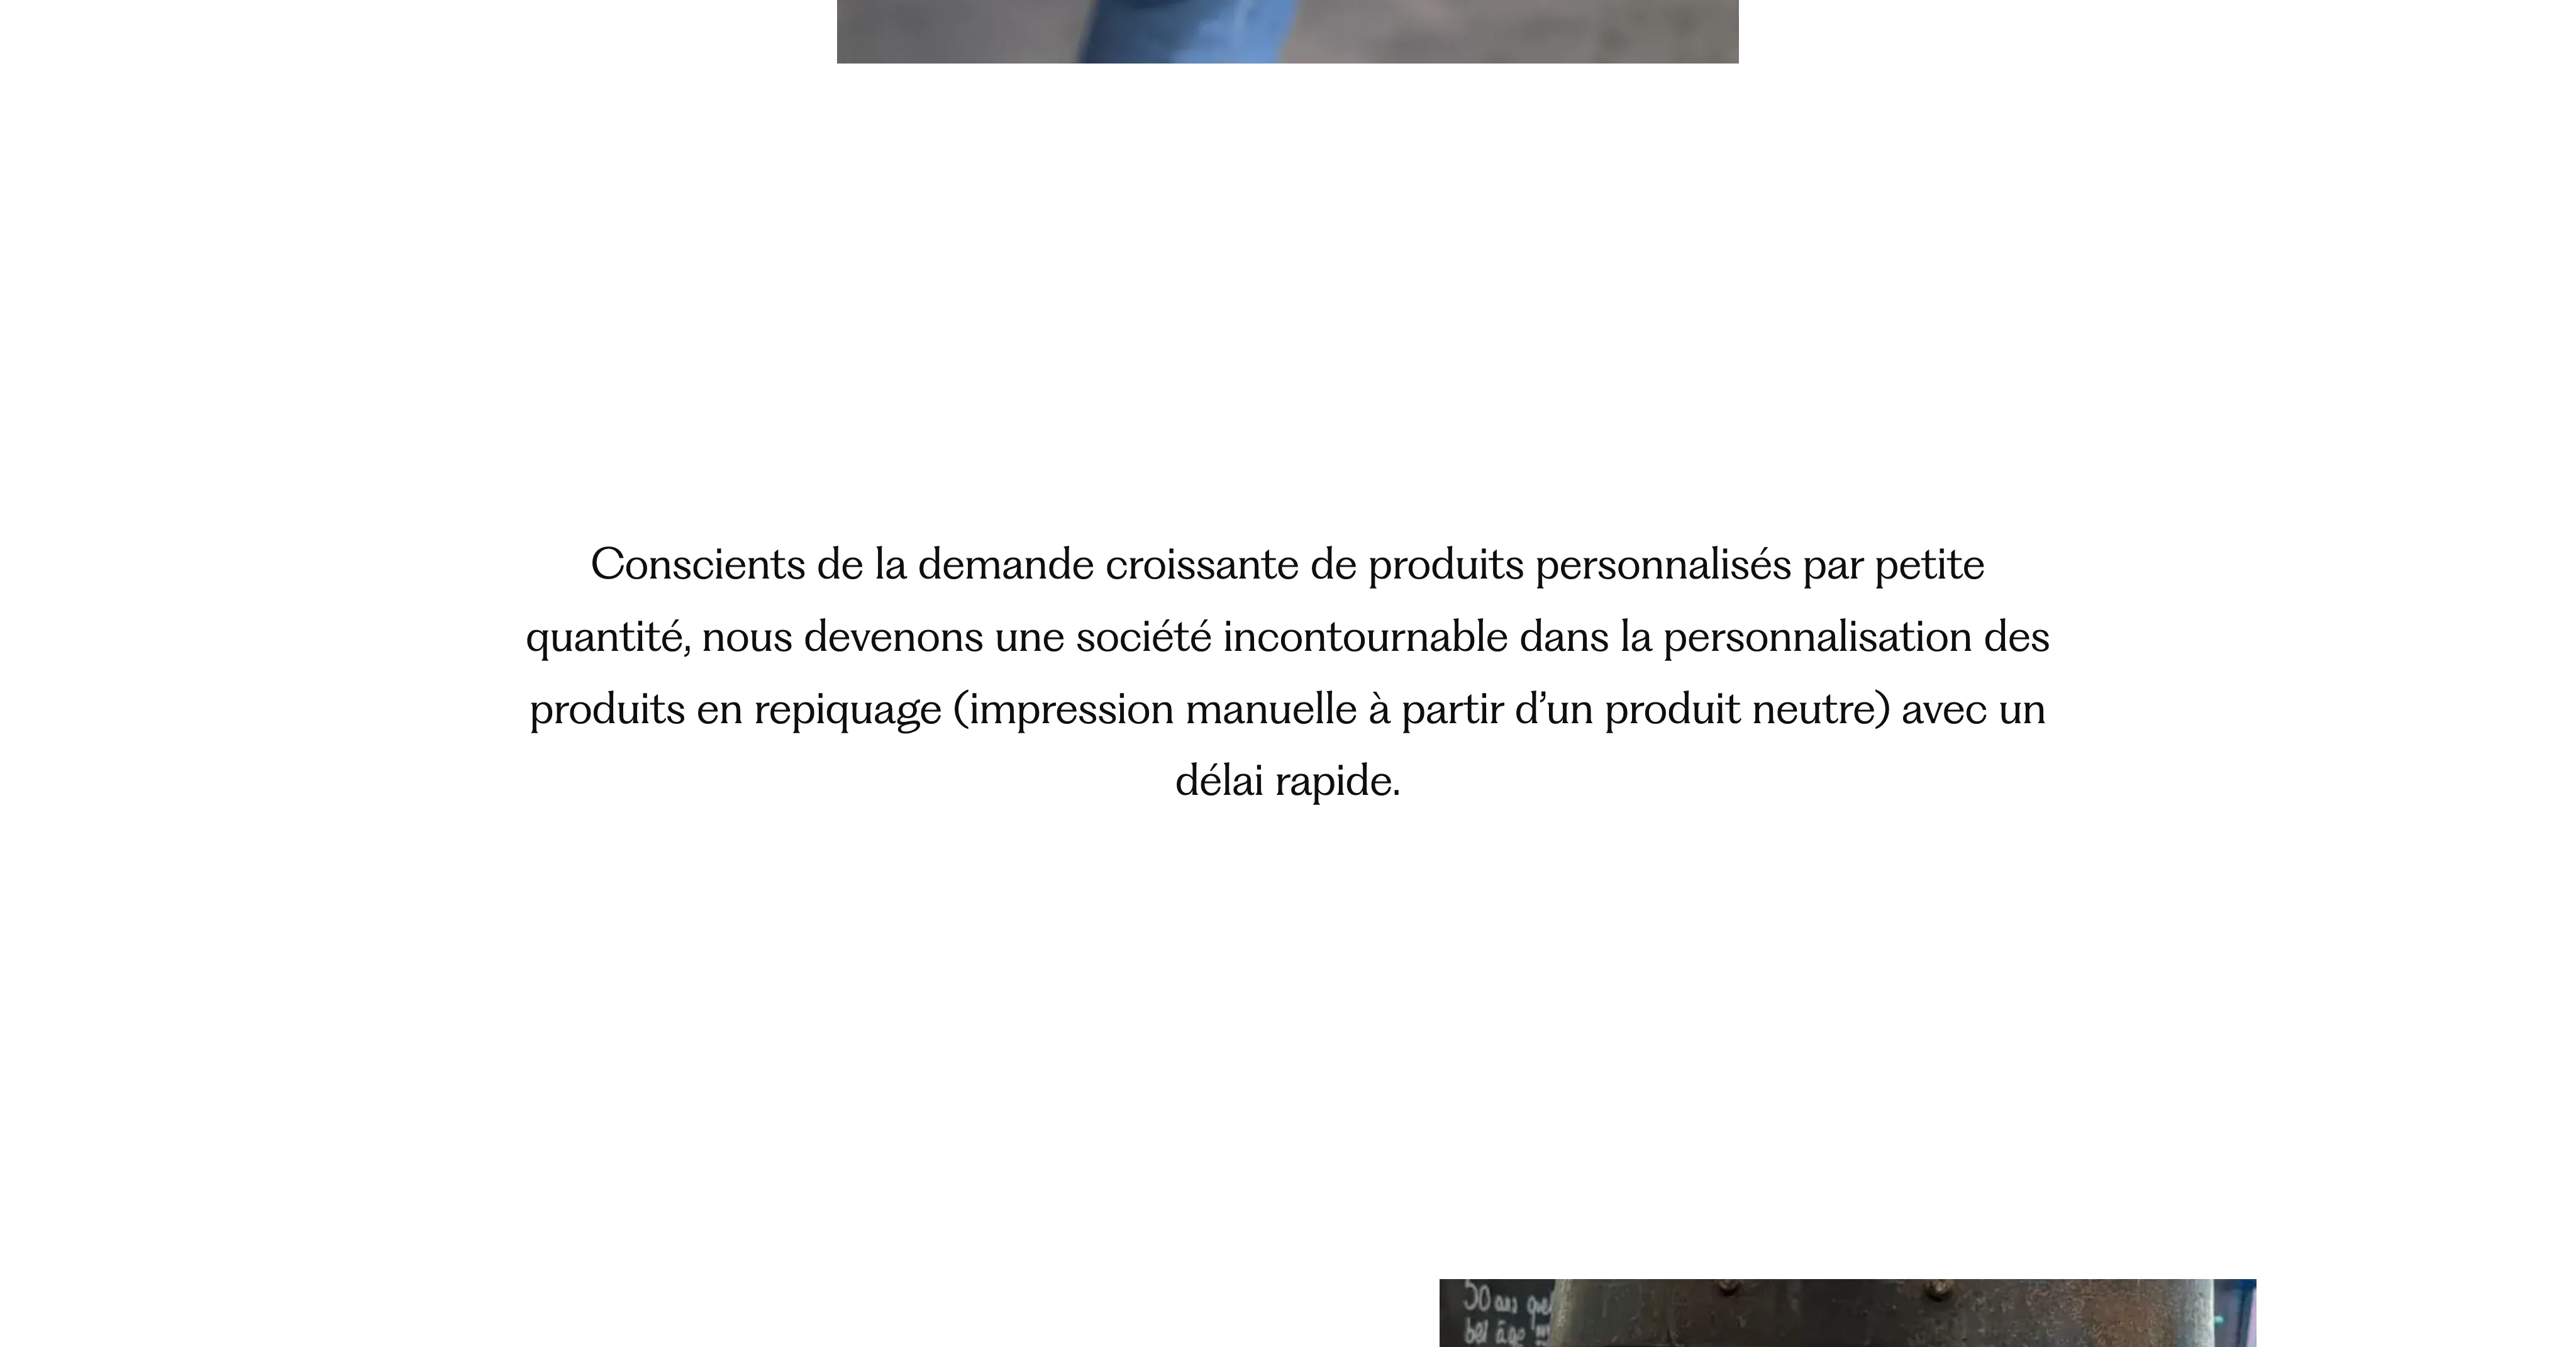 Conscients de la demande croissante de produits personnalisés par petite
quantité, nous devenons une société incontournable dans la personnalisation des
produits en repiquage (impression manuelle à partir d’un produit neutre) avec un
délai rapide.
50 ans
bel âge